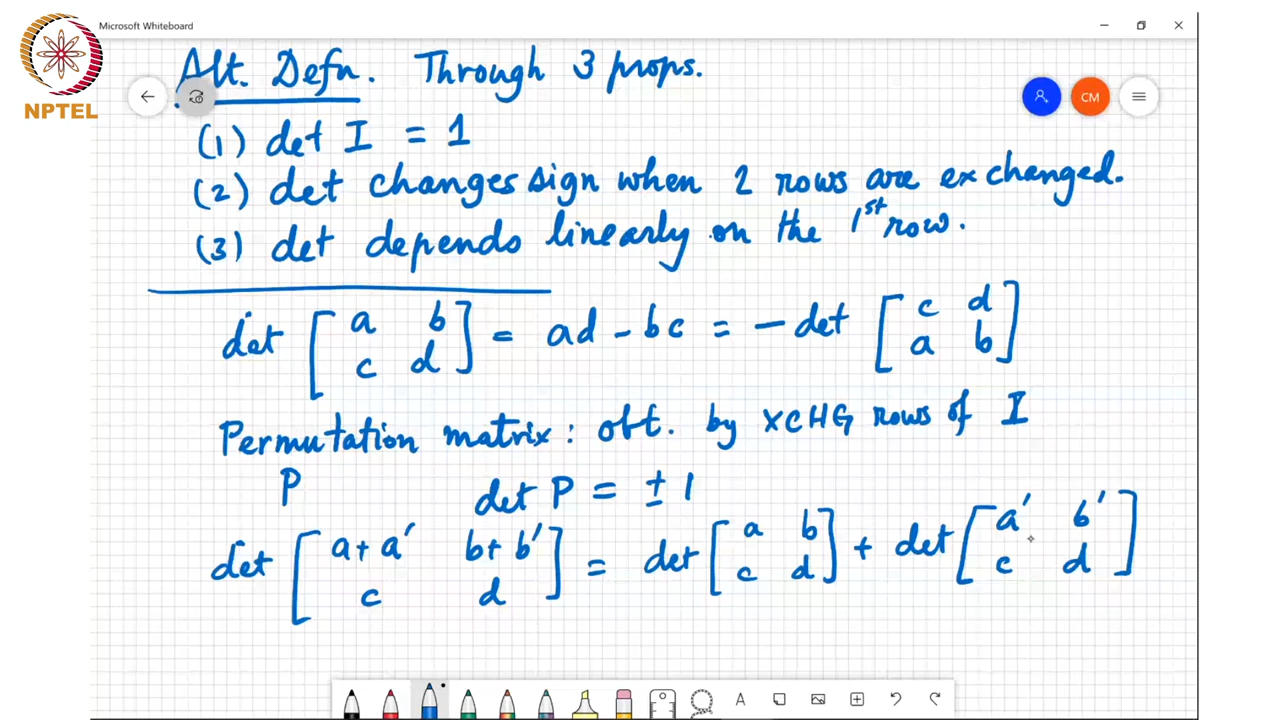 Microsoft Whiteboard
NPTEL
CM
Alt. Defn. Through 3 props.
(1) det I = 1
(2) det changes sign when 2 rows are exchanged.
(3) det depends linearly on the 1st row.
det [ a b ; c d ] = ad - bc = - det [ c d ; a b ]
Permutation matrix: obt. by XCHG rows of I
P det P = ± 1
det [ a+a' b+b' ; c d ] = det [ a b ; c d ] + det [ a' b' ; c d ]